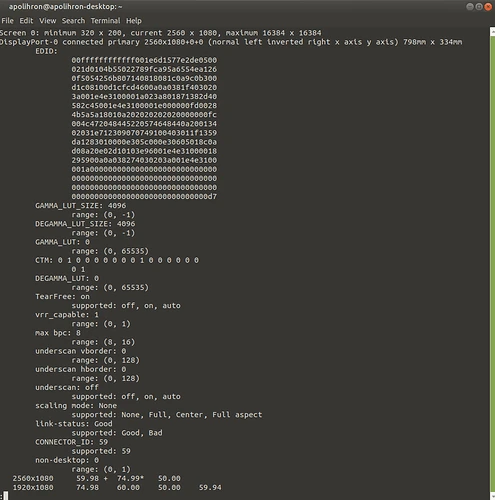 apolihron@apolihron-desktop: ~
File Edit View Search Terminal Help
Screen 0: minimum 320 x 200, current 2560 x 1080, maximum 16384 x 16384
DisplayPort-0 connected primary 2560x1080+0+0 (normal left inverted right x axis y axis) 798mm x 334mm
EDID:
00ffffffffffff001e6d1577e2de0500
021d0104b55022789fca95a6554ea126
0f5054256b807140818081c0a9c0b300
d1c08100d1cfcd4600a0a0381f403020
3a001e4e3100001a023a801871382d40
582c45001e4e3100001e000000fd0028
4b5a5a18010a202020202020000000fc
004c472048445220574648440a200134
02031e71230907074910040301 1f1359
da1283010000e305c000e30605018c0a
d08a20e02d10103e96001e4e31000018
295900a0a038274030203a001e4e3100
001a0000000000000000000000000000
00000000000000000000000000000000
00000000000000000000000000000000
000000000000000000000000000000d7
GAMMA_LUT_SIZE: 4096
range: (0, -1)
DEGAMMA_LUT_SIZE: 4096
range: (0, -1)
GAMMA_LUT: 0
range: (0, 65535)
CTM: 0 1 0 0 0 0 0 0 0 1 0 0 0 0 0 0
0 1
DEGAMMA_LUT: 0
range: (0, 65535)
TearFree: on
supported: off, on, auto
vrr_capable: 1
range: (0, 1)
max bpc: 8
range: (8, 16)
underscan vborder: 0
range: (0, 128)
underscan hborder: 0
range: (0, 128)
underscan: off
supported: off, on, auto
scaling mode: None
supported: None, Full, Center, Full aspect
link-status: Good
supported: Good, Bad
CONNECTOR_ID: 59
supported: 59
non-desktop: 0
range: (0, 1)
2560x1080 59.98 + 74.99* 50.00
1920x1080 74.98 60.00 50.00 59.94
: